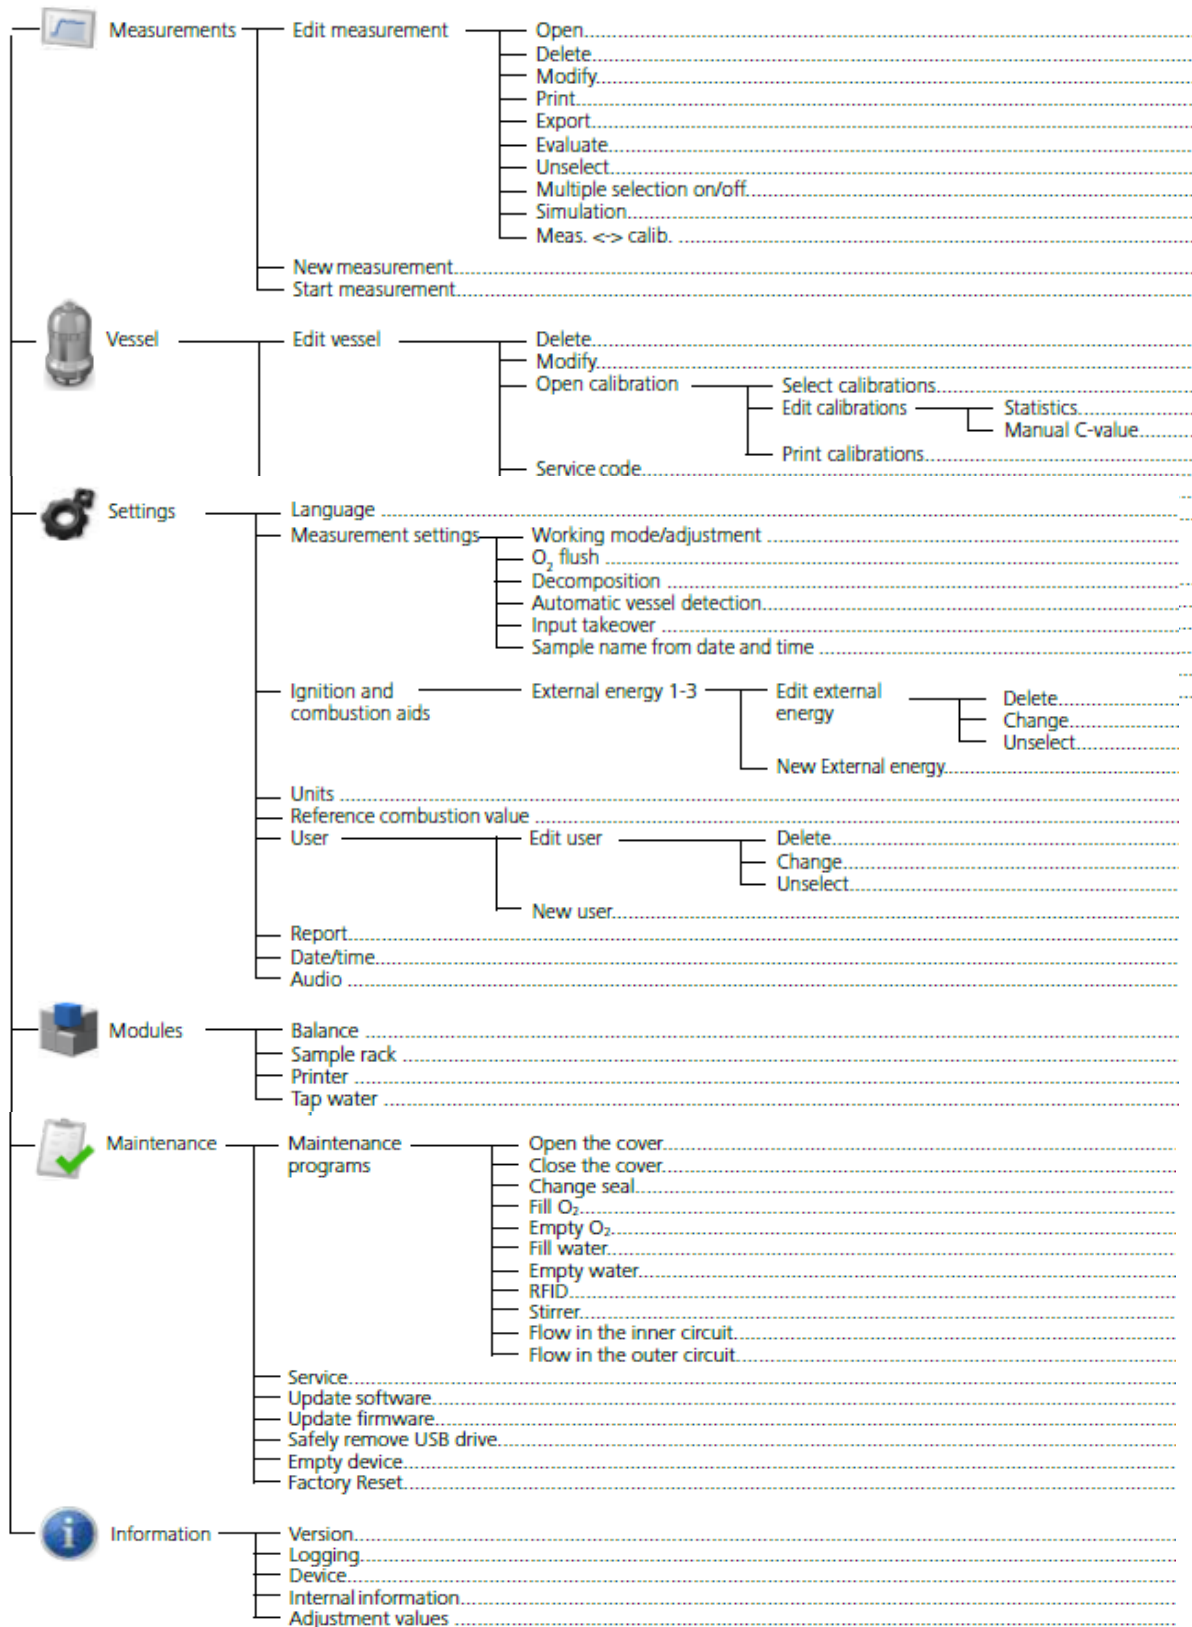 Measurements Edit measurement Open
Delete
Modify
Print
Export
Evaluate
Unselect
Multiple selection on/off
Simulation
Meas. <-> calib.
New measurement
Start measurement
Vessel Edit vessel Delete
Modify
Open calibration Select calibrations
Edit calibrations Statistics
Manual C-value
Print calibrations
Service code
Settings Language
Measurement settings Working mode/adjustment
O₂ flush
Decomposition
Automatic vessel detection
Input takeover
Sample name from date and time
Ignition and External energy 1-3 Edit external Delete
combustion aids energy Change
Unselect
New External energy
Units
Reference combustion value
User Edit user Delete
Change
Unselect
New user
Report
Date/time
Audio
Modules Balance
Sample rack
Printer
Tap water
Maintenance Maintenance Open the cover
programs Close the cover
Change seal
Fill O₂
Empty O₂
Fill water
Empty water
RFID
Stirrer
Flow in the inner circuit
Flow in the outer circuit
Service
Update software
Update firmware
Safely remove USB drive
Empty device
Factory Reset
Information Version
Logging
Device
Internal information
Adjustment values